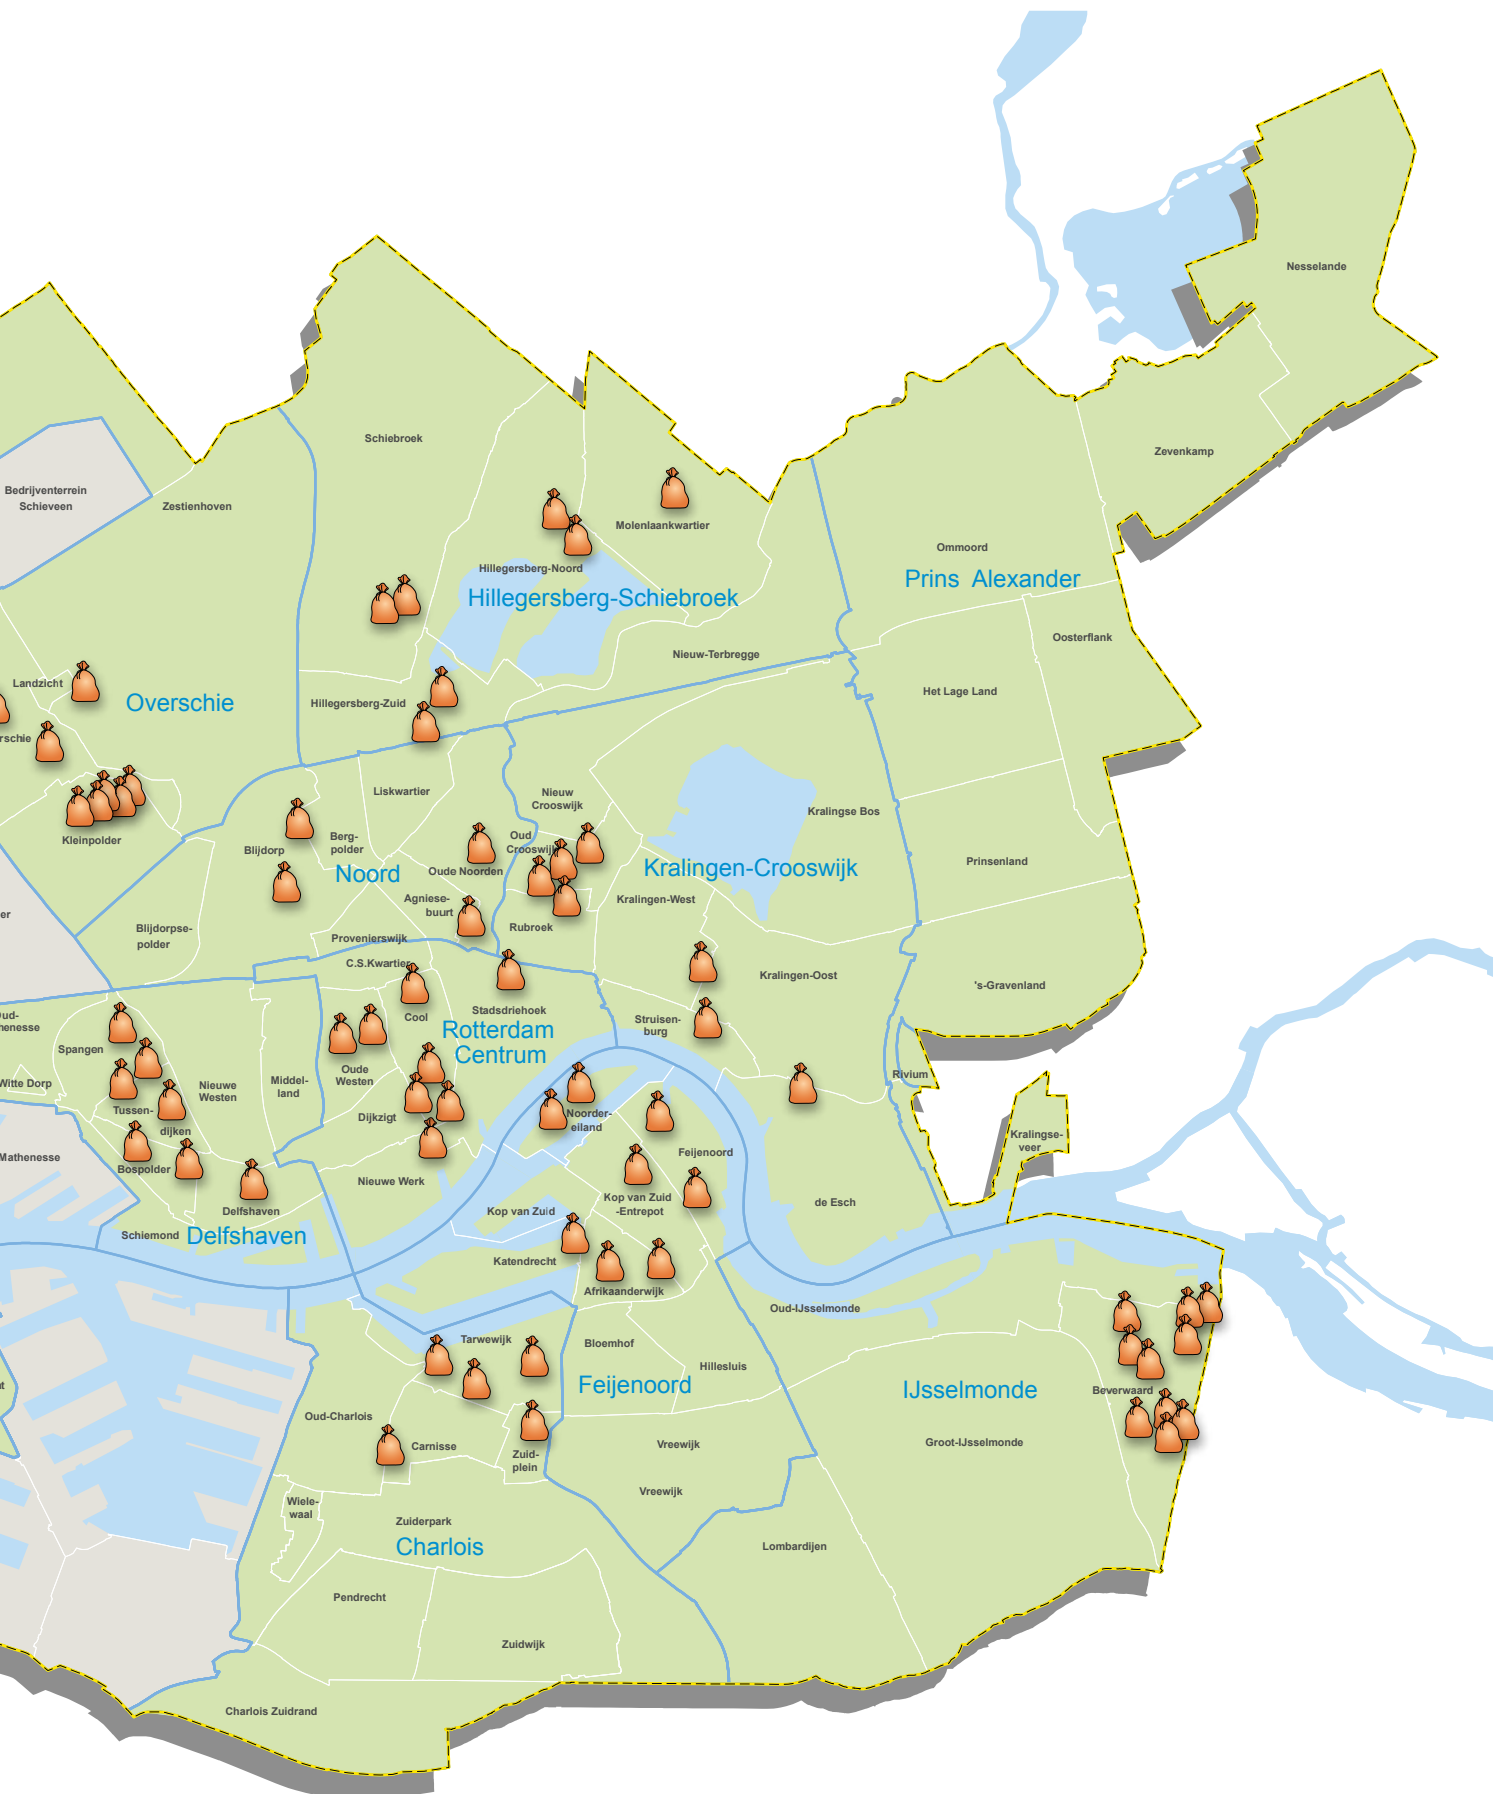 Nesselande
Schiebroek
Zevenkamp
Bedrijventerrein
Schieveen
Zestienhoven
Molenlaankwartier
Ommoord
Hillegersberg-Noord
Prins Alexander
Hillegersberg-Schiebroek
Oosterflank
Nieuw-Terbregge
Landzicht
Het Lage Land
Overschie
Hillegersberg-Zuid
rschie
Liskwartier
Nieuw
Crooswijk
Kralingse Bos
Kleinpolder
Blijdorp
Berg-
polder
Oud
Crooswijk
Prinsenland
Noord
Oude Noorden
Kralingen-Crooswijk
Agniese-
buurt
Kralingen-West
er
Rubroek
Blijdorpse-
polder
Provenierswijk
C.S.Kwartier
Kralingen-Oost
's-Gravenland
Stadsdriehoek
Cool
Struisen-
burg
Oud-
henesse
Rotterdam
Centrum
Spangen
Oude
Westen
Rivium
Witte Dorp
Nieuwe
Westen
Middel-
land
Tussen-
dijken
Dijkzigt
Noorder-
eiland
Kralingse-
veer
Mathenesse
Bospolder
Feijenoord
Nieuwe Werk
Kop van Zuid
-Entrepot
de Esch
Delfshaven
Kop van Zuid
Schiemond
Delfshaven
Katendrecht
Afrikaanderwijk
Oud-IJsselmonde
Tarwewijk
Bloemhof
Hillesluis
Feijenoord
IJsselmonde
Beverwaard
ht
Oud-Charlois
Carnisse
Zuid-
plein
Vreewijk
Groot-IJsselmonde
Vreewijk
Wiele-
waal
Zuiderpark
Charlois
Lombardijen
Pendrecht
Zuidwijk
Charlois Zuidrand